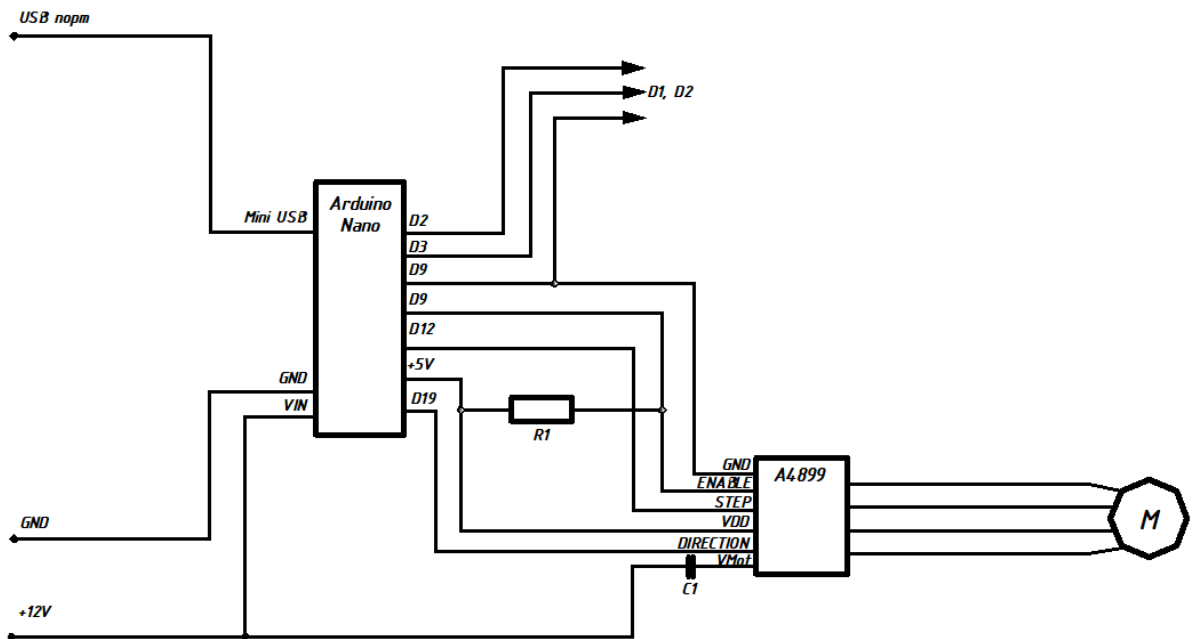 USB порт
D1, D2
Arduino
Nano
Mini USB
D2
D3
D9
D9
D12
+5V
GND
D19
VIN
R1
GND
A4899
ENABLE
STEP
VDD
DIRECTION
VMot
C1
M
GND
+12V